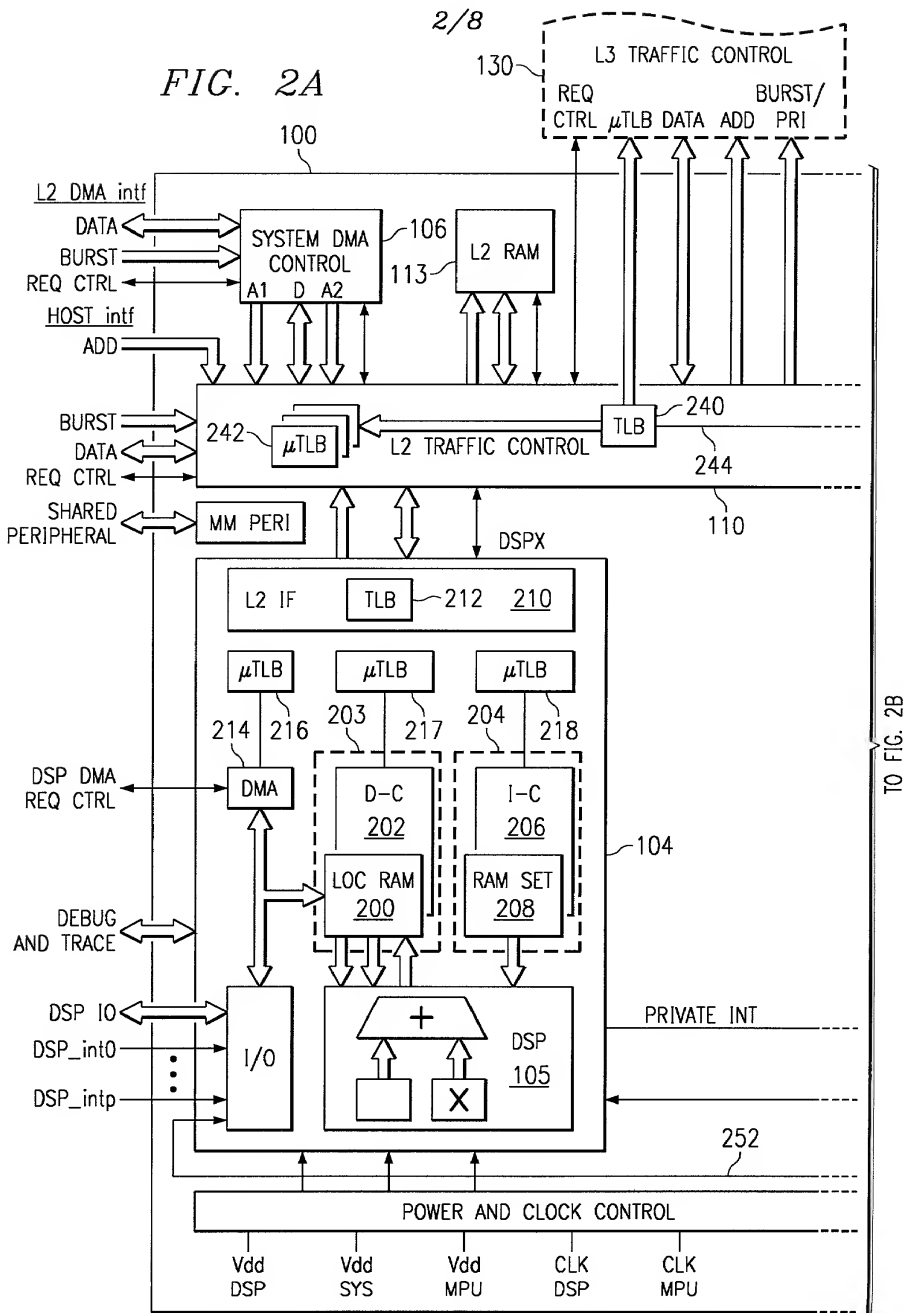 2/8
FIG. 2A
130
L3 TRAFFIC CONTROL
REQ CTRL
µTLB
DATA
ADD
BURST/ PRI
100
L2 DMA intf
DATA
BURST
REQ CTRL
SYSTEM DMA CONTROL
A1 D A2
106
113
L2 RAM
HOST intf
ADD
BURST
DATA
REQ CTRL
242
µTLB
L2 TRAFFIC CONTROL
TLB
240
244
110
SHARED PERIPHERAL
MM PERI
DSPX
L2 IF
TLB
212
210
µTLB
216
µTLB
217
µTLB
218
214
203
204
DSP DMA REQ CTRL
DMA
D-C
202
I-C
206
104
LOC RAM
200
RAM SET
208
DEBUG AND TRACE
DSP IO
DSP_int0
DSP_intp
I/O
+
X
DSP
105
PRIVATE INT
252
POWER AND CLOCK CONTROL
Vdd DSP
Vdd SYS
Vdd MPU
CLK DSP
CLK MPU
TO FIG. 2B